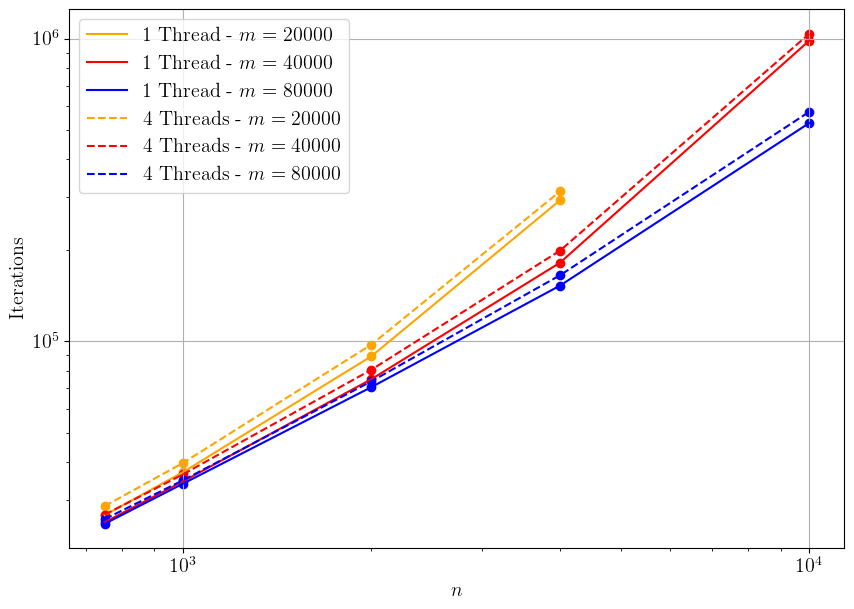 10^6
1 Thread - m = 20000
1 Thread - m = 40000
1 Thread - m = 80000
4 Threads - m = 20000
4 Threads - m = 40000
4 Threads - m = 80000
Iterations
10^5
10^3
10^4
n